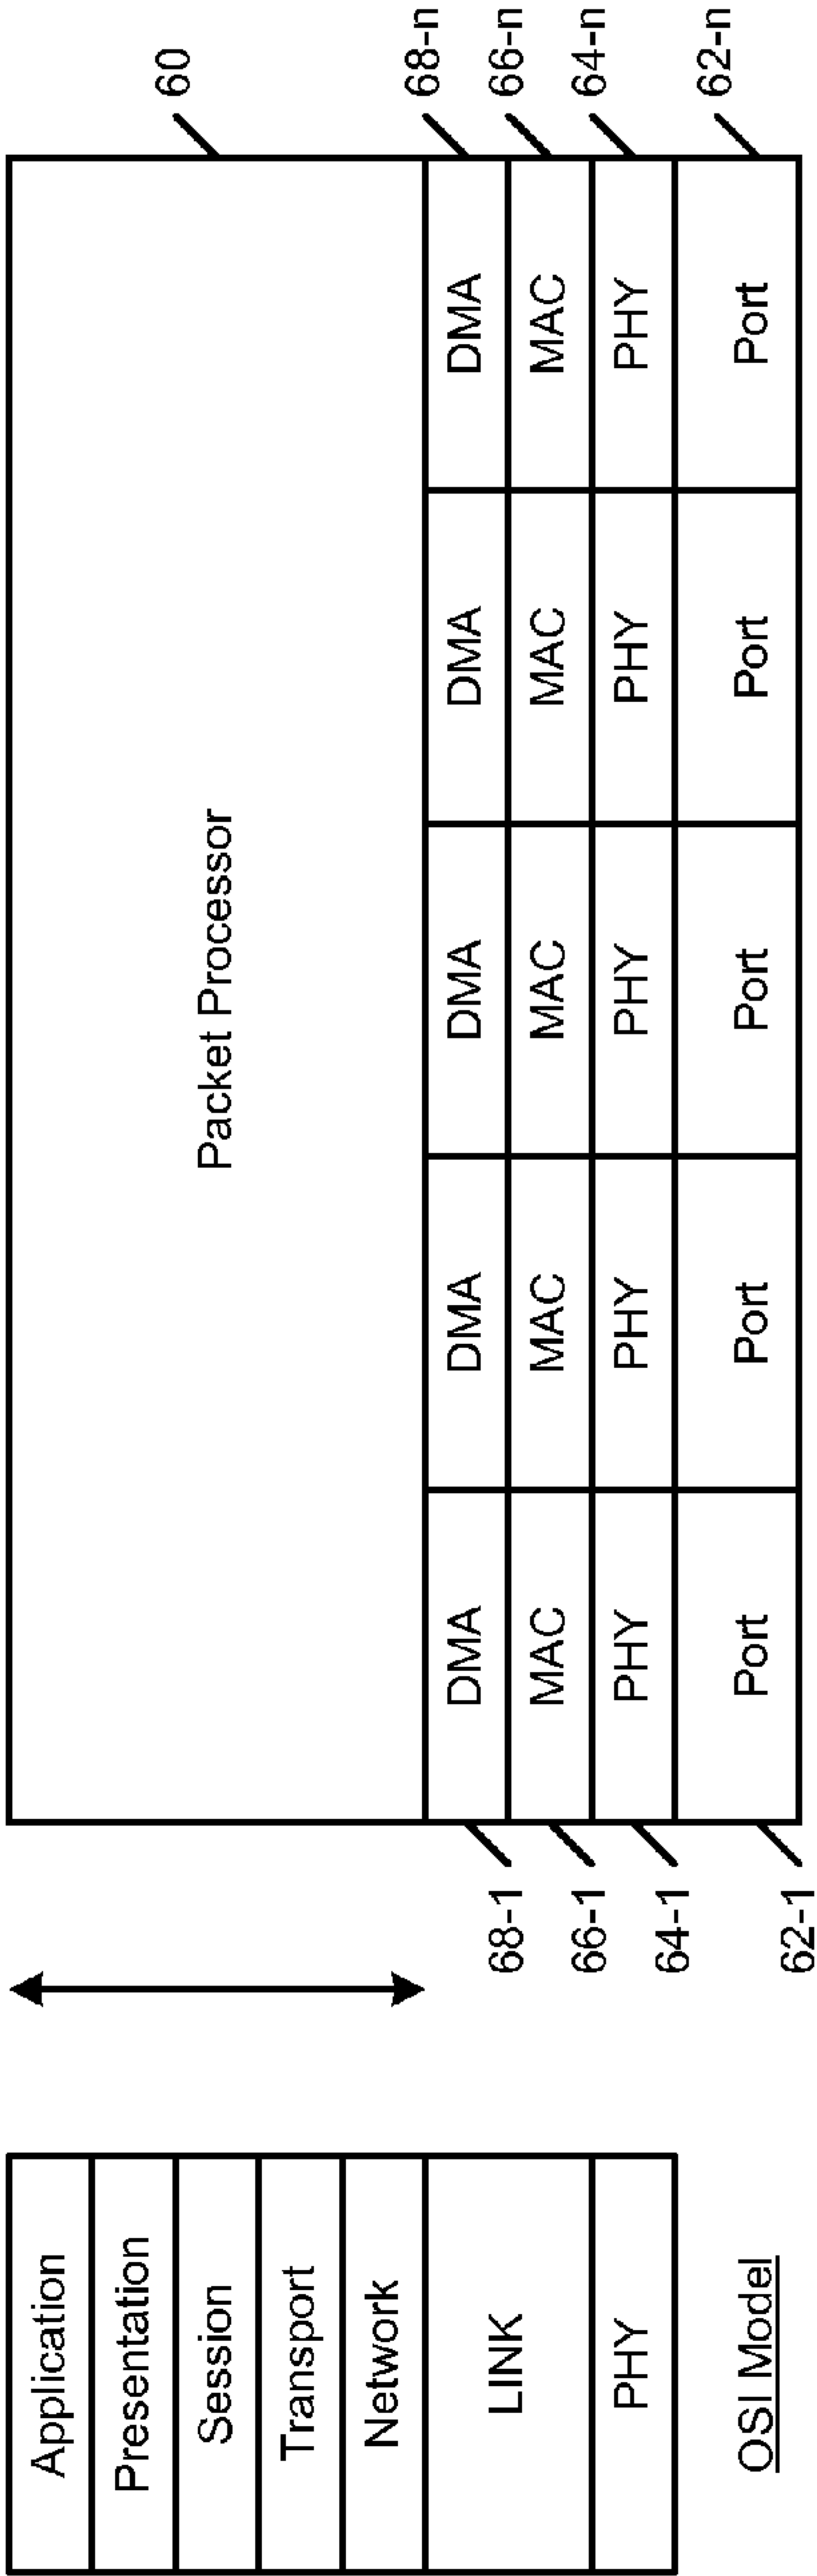 Application
Presentation
Session
Transport
Network
LINK
PHY
OSI Model
Packet Processor
60
DMA DMA DMA DMA DMA
68-1 68-n
MAC MAC MAC MAC MAC
66-1 66-n
PHY PHY PHY PHY PHY
64-1 64-n
Port Port Port Port Port
62-1 62-n